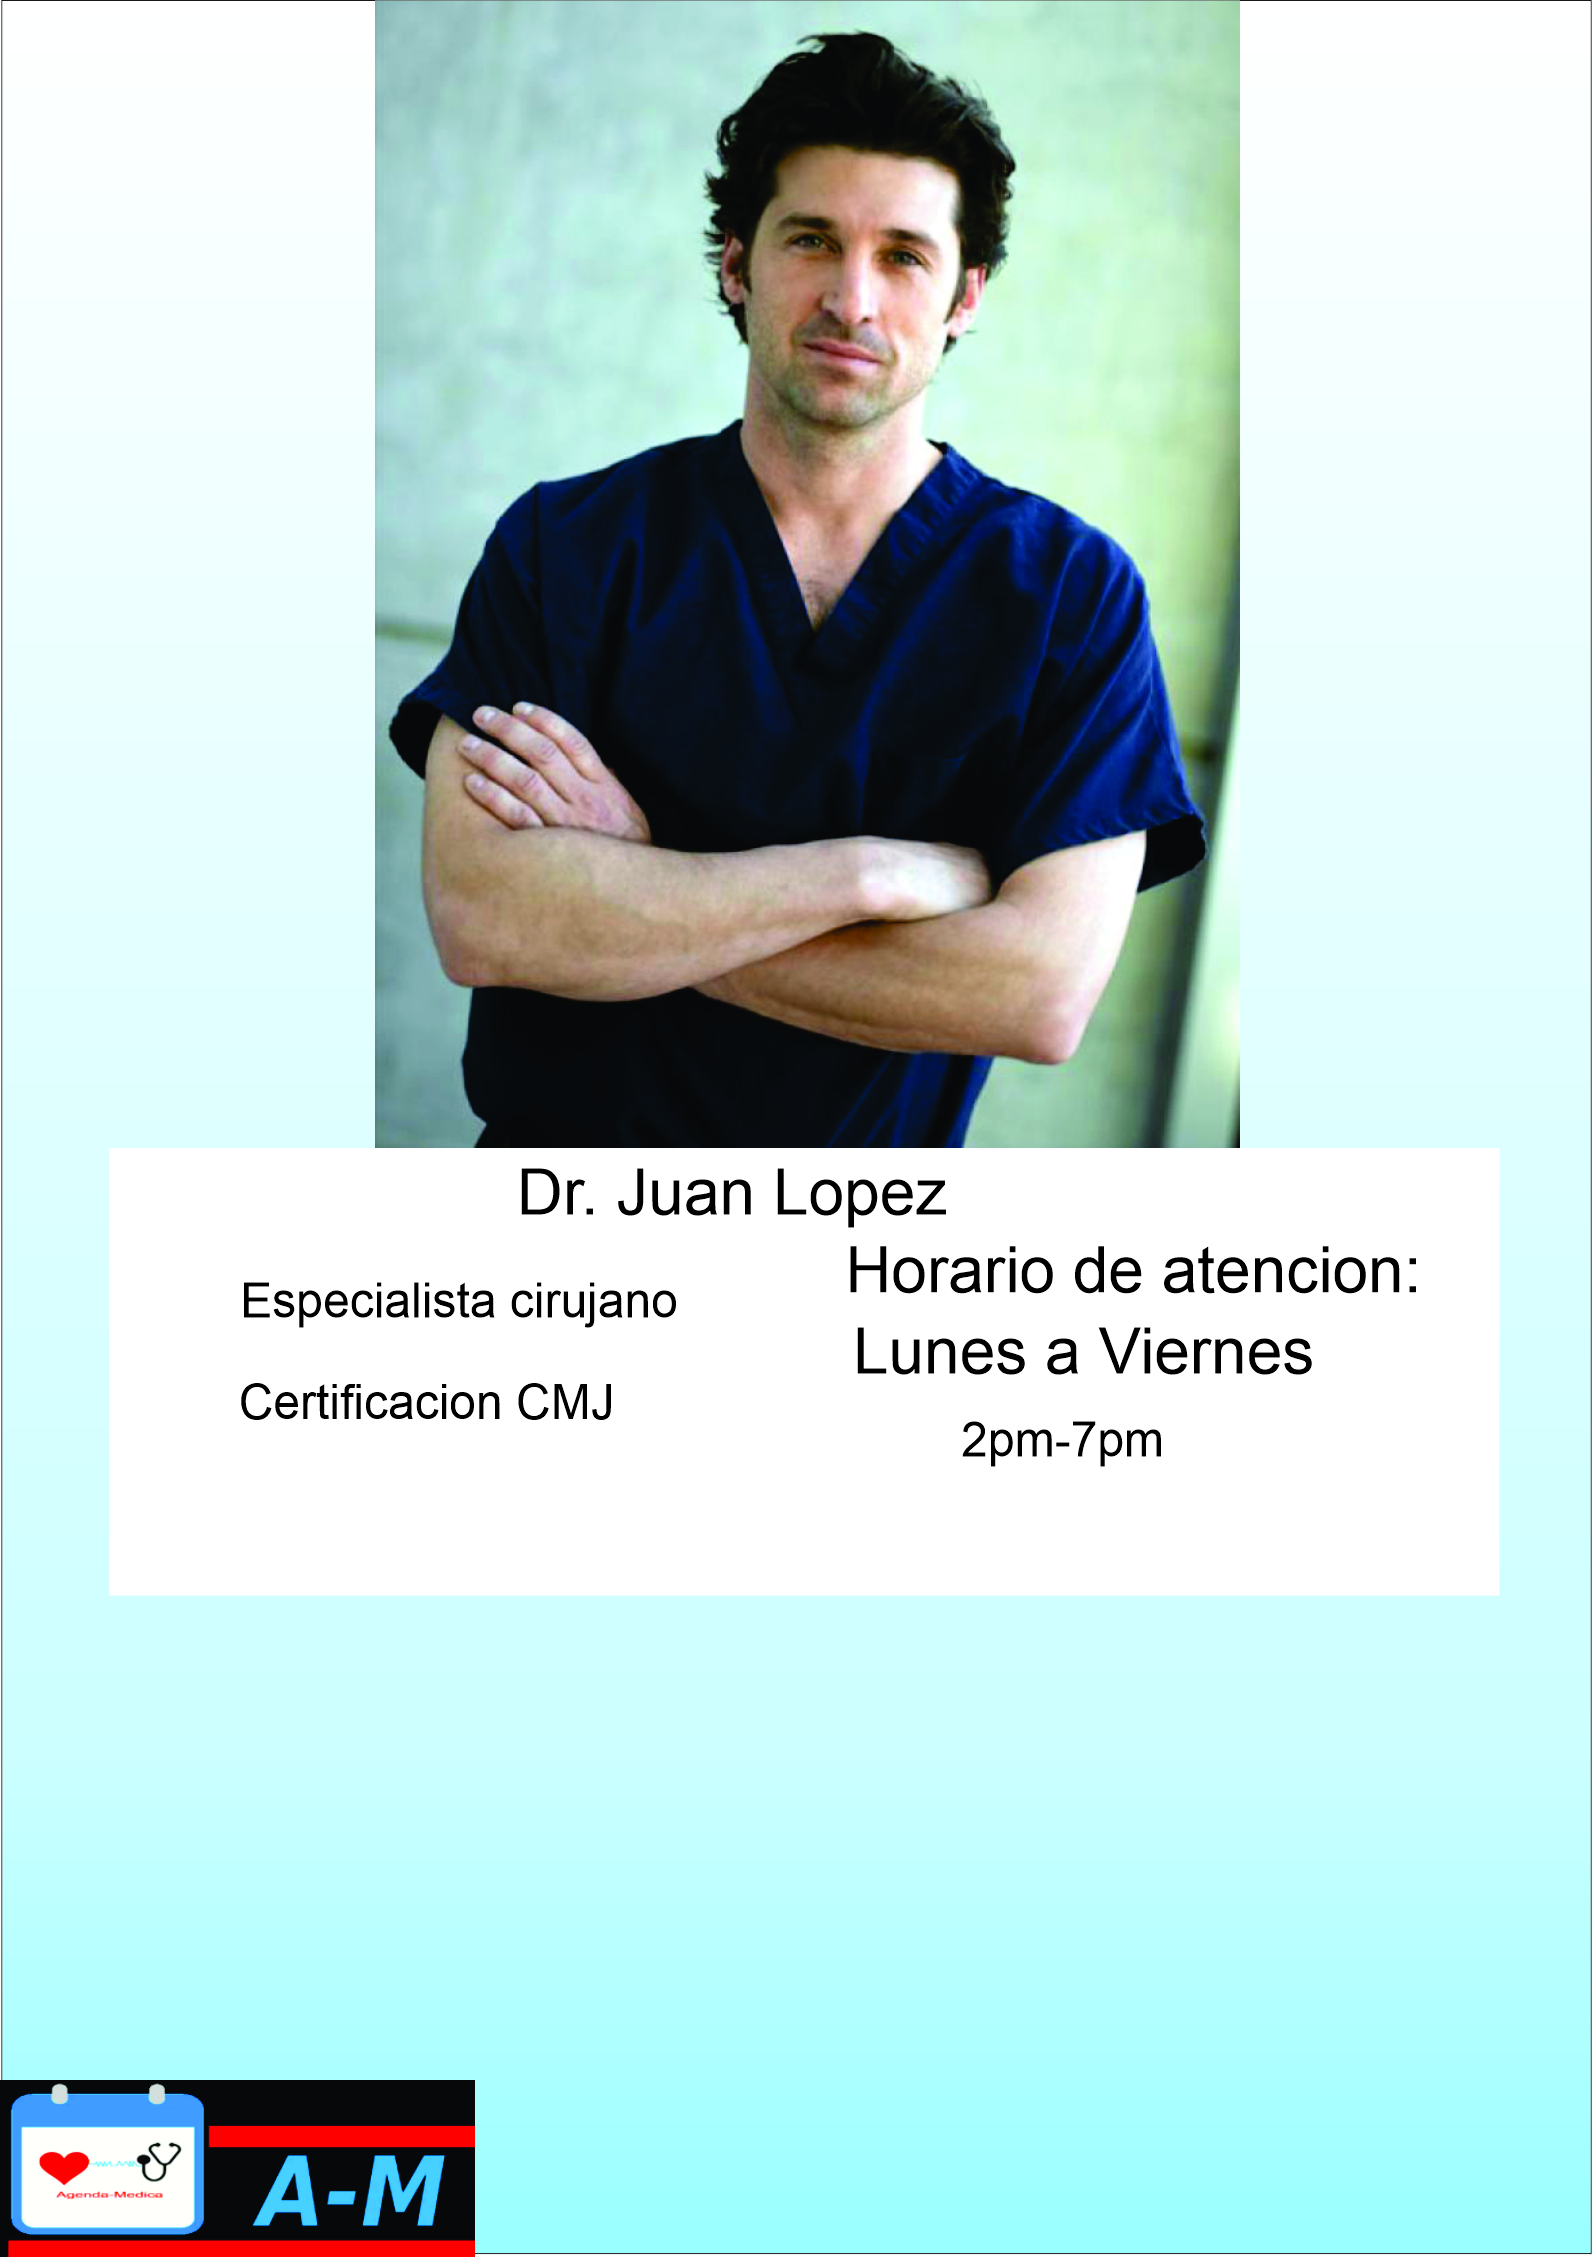 Dr. Juan Lopez
Especialista cirujano
Certificacion CMJ
Horario de atencion:
Lunes a Viernes
2pm-7pm
Agenda-Medica
A-M